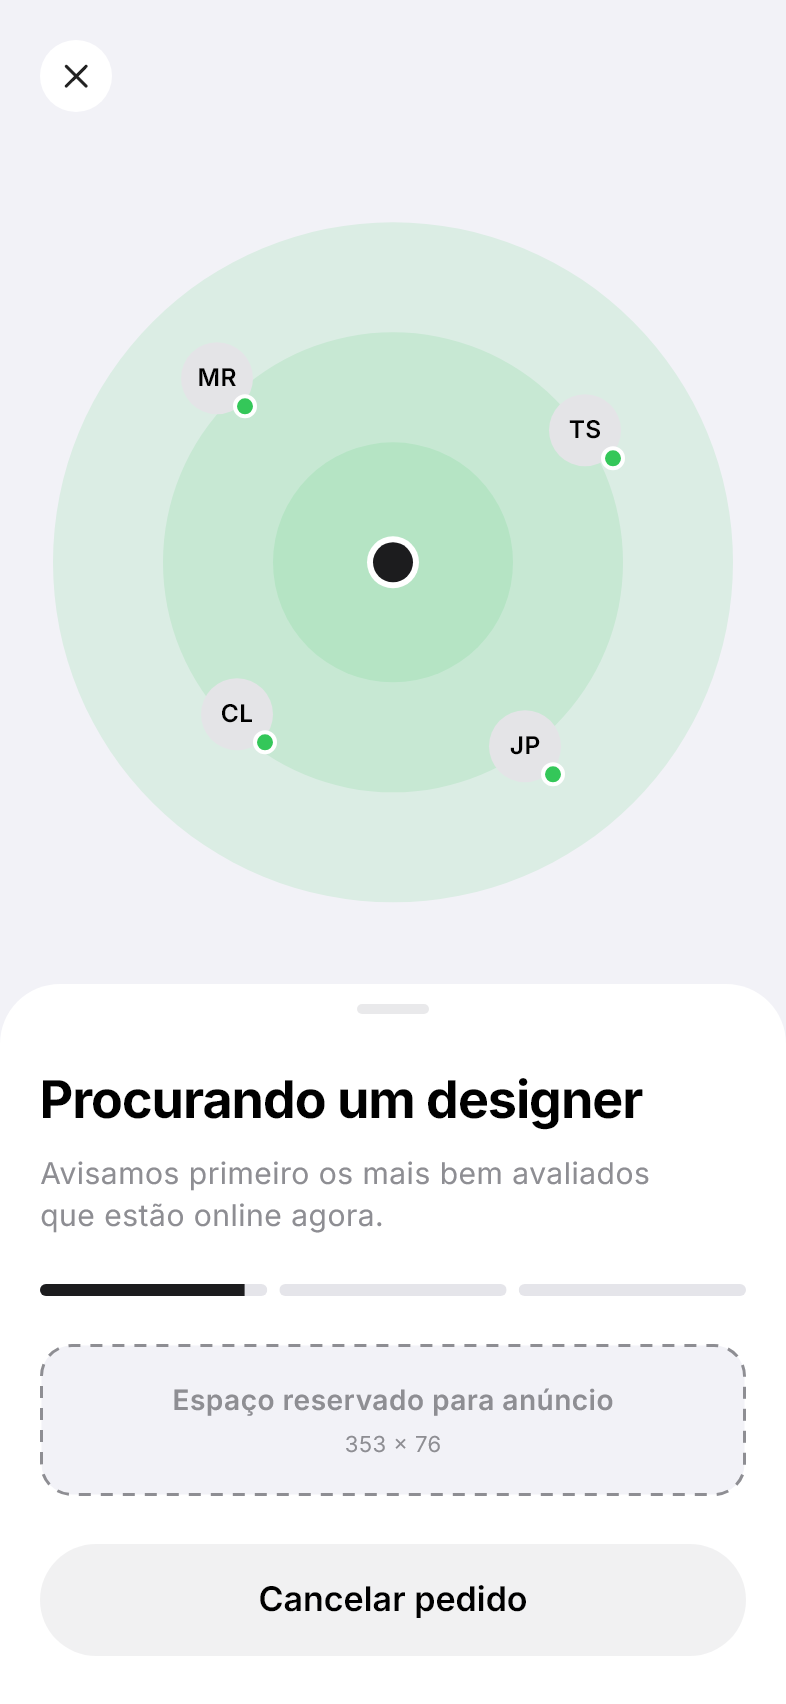 MR
TS
CL
JP
Procurando um designer
Avisamos primeiro os mais bem avaliados
que estão online agora.
Espaço reservado para anúncio
353 × 76
Cancelar pedido